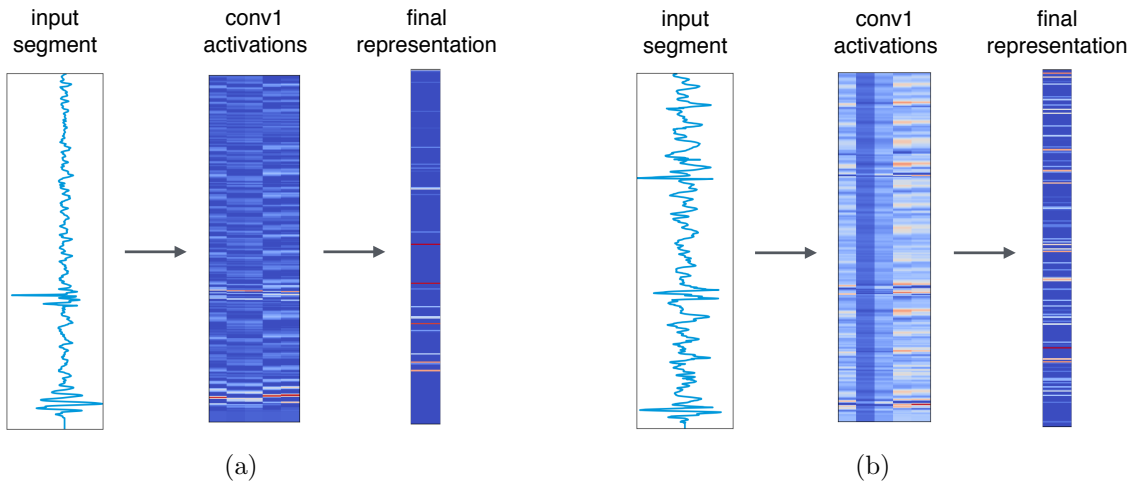 input
segment
conv1
activations
final
representation
(a)
input
segment
conv1
activations
final
representation
(b)